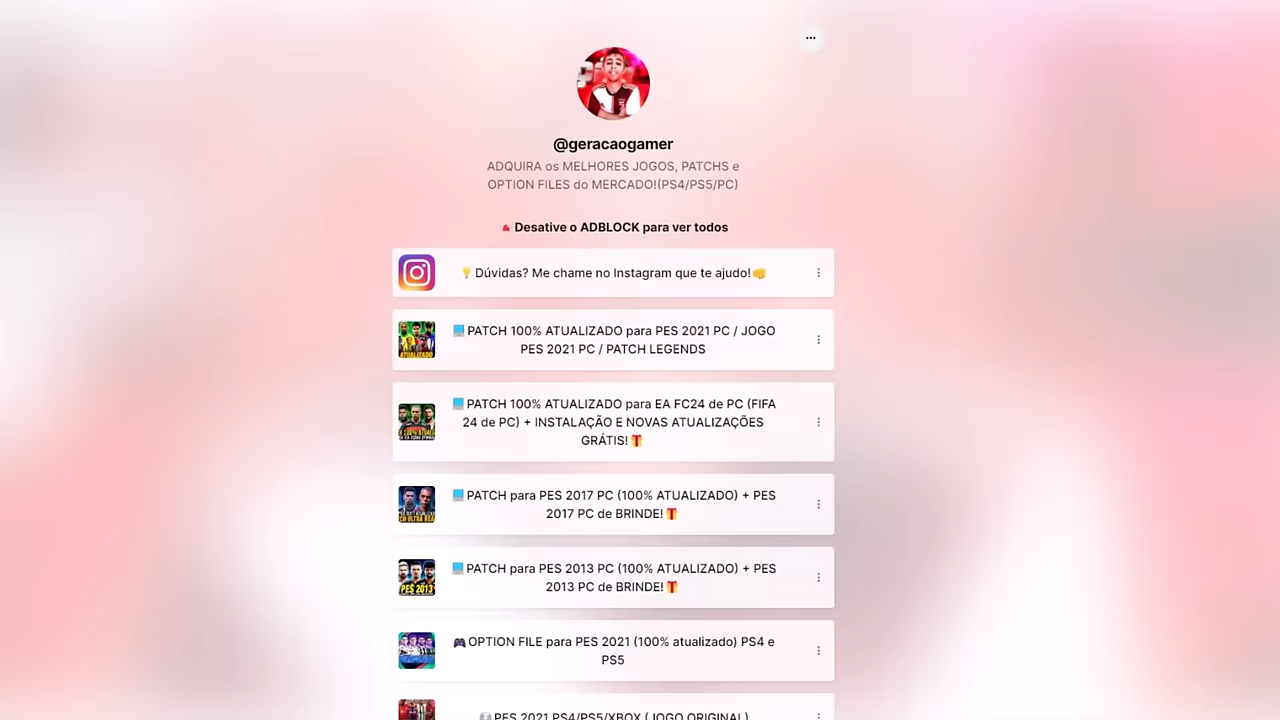 @geracaogamer
ADQUIRA os MELHORES JOGOS, PATCHS e
OPTION FILES do MERCADO!(PS4/PS5/PC)
Desative o ADBLOCK para ver todos
Dúvidas? Me chame no Instagram que te ajudo!
PATCH 100% ATUALIZADO para PES 2021 PC / JOGO
PES 2021 PC / PATCH LEGENDS
ATUALIZADO
PATCH 100% ATUALIZADO para EA FC24 de PC (FIFA
24 de PC) + INSTALAÇÃO E NOVAS ATUALIZAÇÕES
GRÁTIS!
PATCH para PES 2017 PC (100% ATUALIZADO) + PES
2017 PC de BRINDE!
PATCH para PES 2013 PC (100% ATUALIZADO) + PES
2013 PC de BRINDE!
PES 2013
OPTION FILE para PES 2021 (100% atualizado) PS4 e
PS5
PES 2021 PS4/PS5/XBOX ( JOGO ORIGINAL)